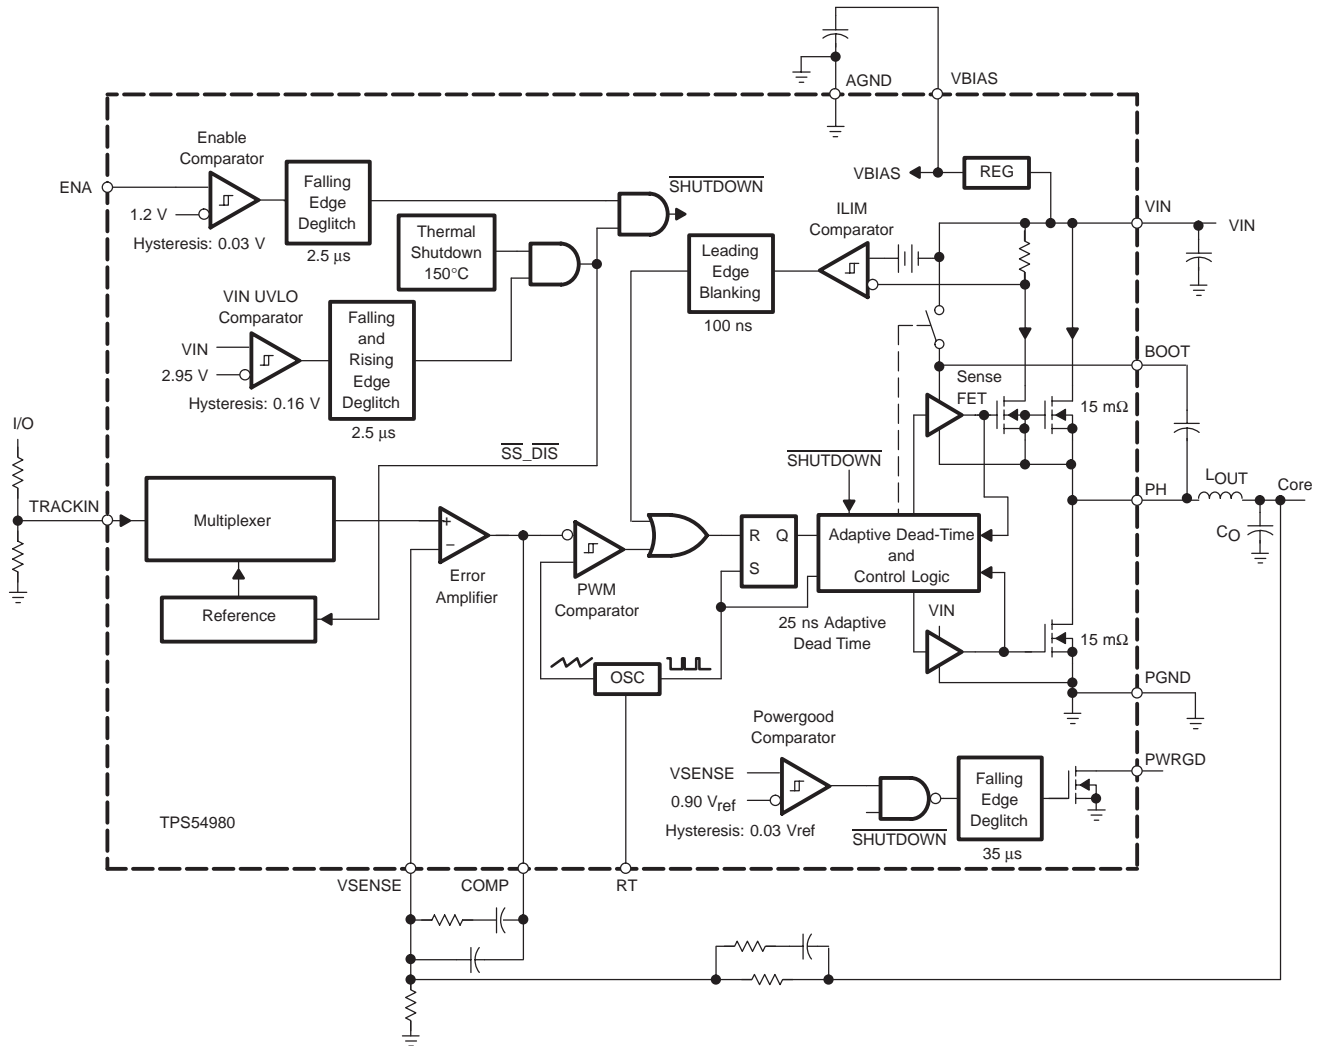 AGND
VBIAS
Enable
Comparator
ENA
1.2 V
Hysteresis: 0.03 V
Falling
Edge
Deglitch
2.5 μs
Thermal
Shutdown
150°C
SHUTDOWN
VBIAS
REG
ILIM
Comparator
Leading
Edge
Blanking
100 ns
VIN
VIN
VIN UVLO
Comparator
VIN
2.95 V
Hysteresis: 0.16 V
Falling
and
Rising
Edge
Deglitch
2.5 μs
BOOT
Sense
FET
15 mΩ
SS_DIS
SHUTDOWN
I/O
TRACKIN
Multiplexer
Reference
+
−
Error
Amplifier
PWM
Comparator
R Q
S
Adaptive Dead-Time
and
Control Logic
25 ns Adaptive
Dead Time
VIN
15 mΩ
PH
LOUT
Core
CO
OSC
PGND
Powergood
Comparator
VSENSE
0.90 Vref
Hysteresis: 0.03 Vref
SHUTDOWN
Falling
Edge
Deglitch
35 μs
PWRGD
TPS54980
VSENSE
COMP
RT